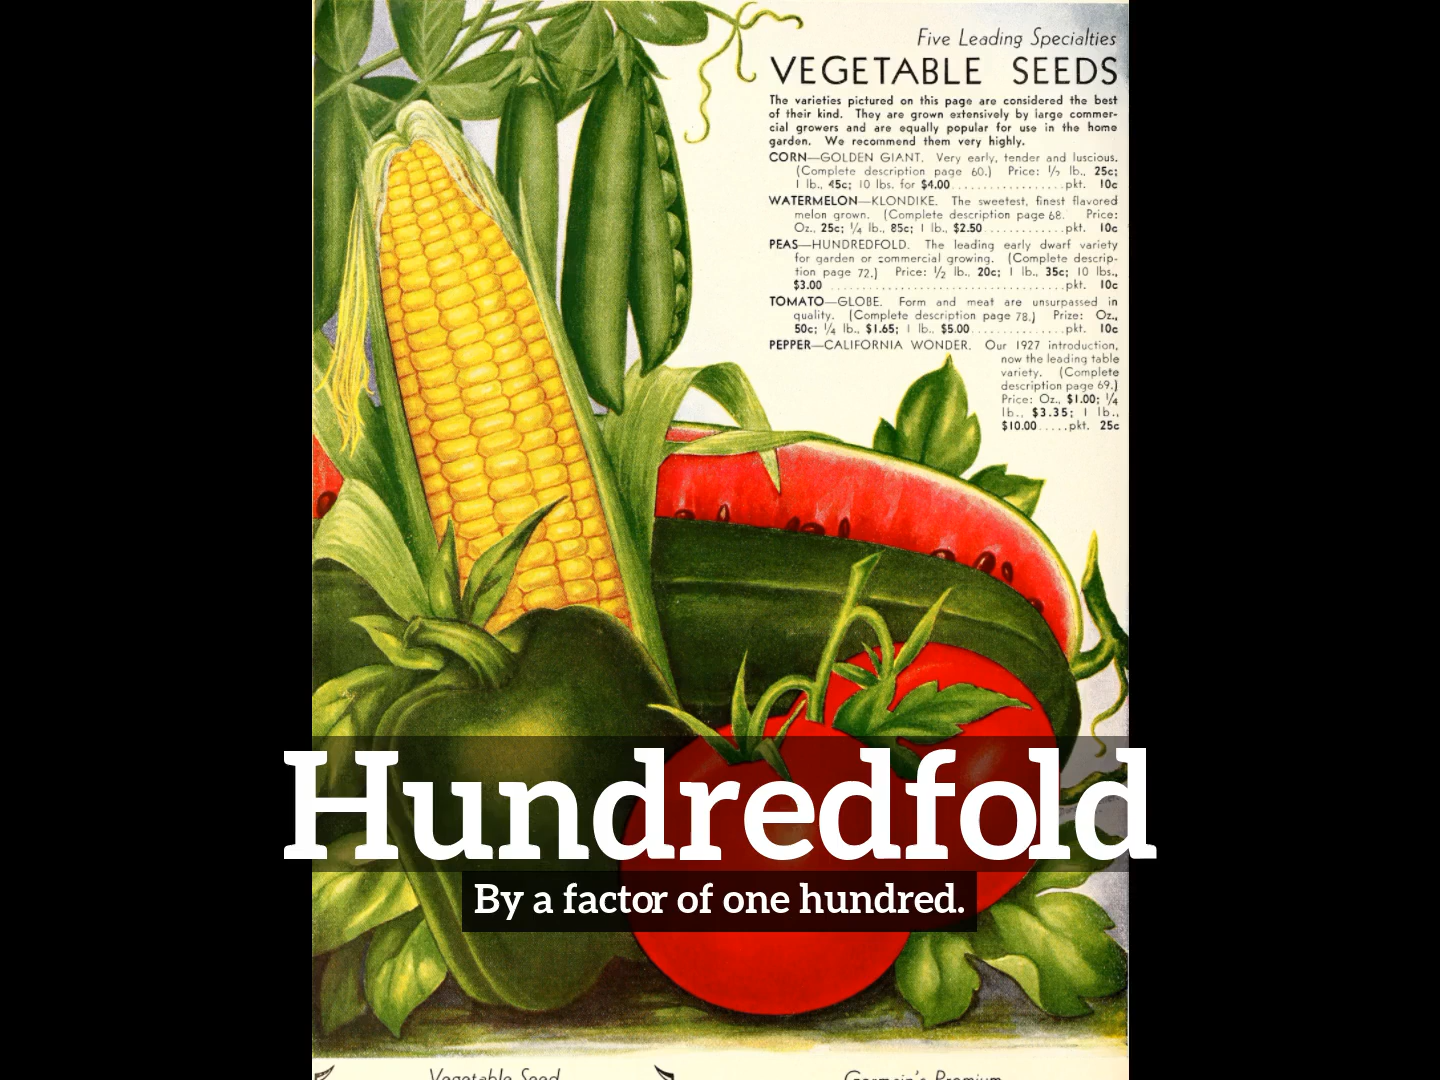 Five Leading Specialties
VEGETABLE SEEDS
The varieties pictured on this page are considered the best
of their kind. They are grown extensively by large commer-
cial growers and are equally popular for use in the home
garden. We recommend them very highly.
CORN—GOLDEN GIANT. Very early, tender and luscious.
(Complete description page 60.) Price: ½ lb., 25c;
1 lb., 45c; 10 lbs. for $4.00..................pkt. 10c
WATERMELON—KLONDIKE. The sweetest, finest flavored
melon grown. (Complete description page 68. Price:
Oz., 25c; ¼ lb., 85c; 1 lb., $2.50.............pkt. 10c
PEAS—HUNDREDFOLD. The leading early dwarf variety
for garden or commercial growing. (Complete descrip-
tion page 72.) Price: ½ lb., 20c; 1 lb., 35c; 10 lbs.,
$3.00 ......................................pkt. 10c
TOMATO—GLOBE. Form and meat are unsurpassed in
quality. (Complete description page 78.) Prize: Oz.,
50c; ¼ lb., $1.65; 1 lb., $5.00...............pkt. 10c
PEPPER—CALIFORNIA WONDER. Our 1927 introduction,
now the leading table
variety. (Complete
description page 69.)
Price: Oz., $1.00; ¼
lb., $3.35; 1 lb.,
$10.00.....pkt. 25c
Hundredfold
By a factor of one hundred.
Vegetable Seed
Germain's Premium